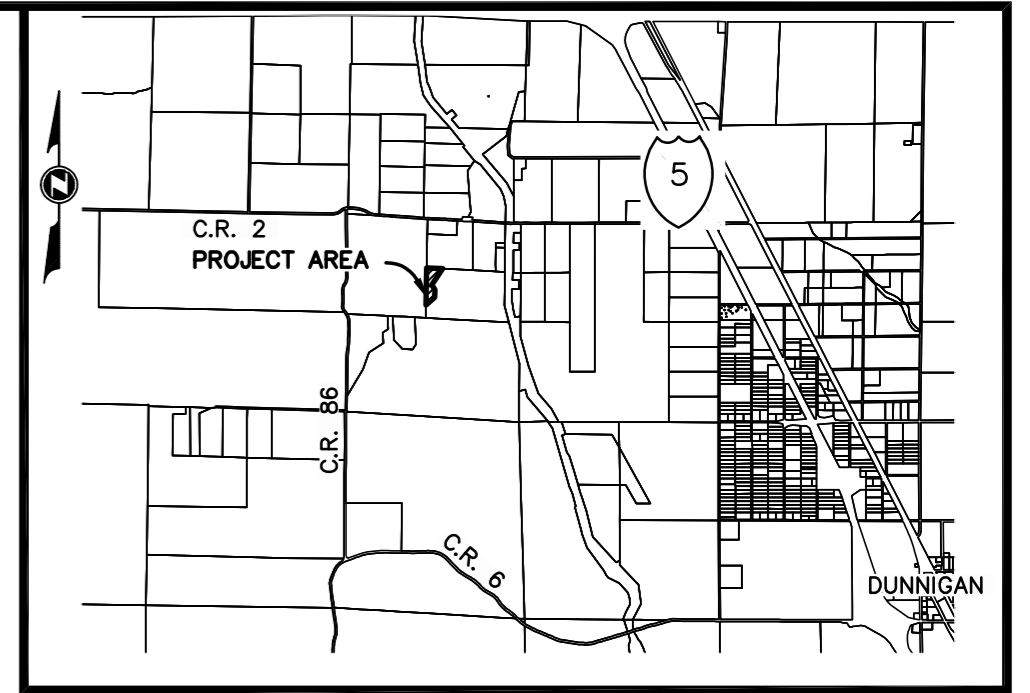 5
C.R. 2
PROJECT AREA
C.R. 86
C.R. 6
DUNNIGAN
N